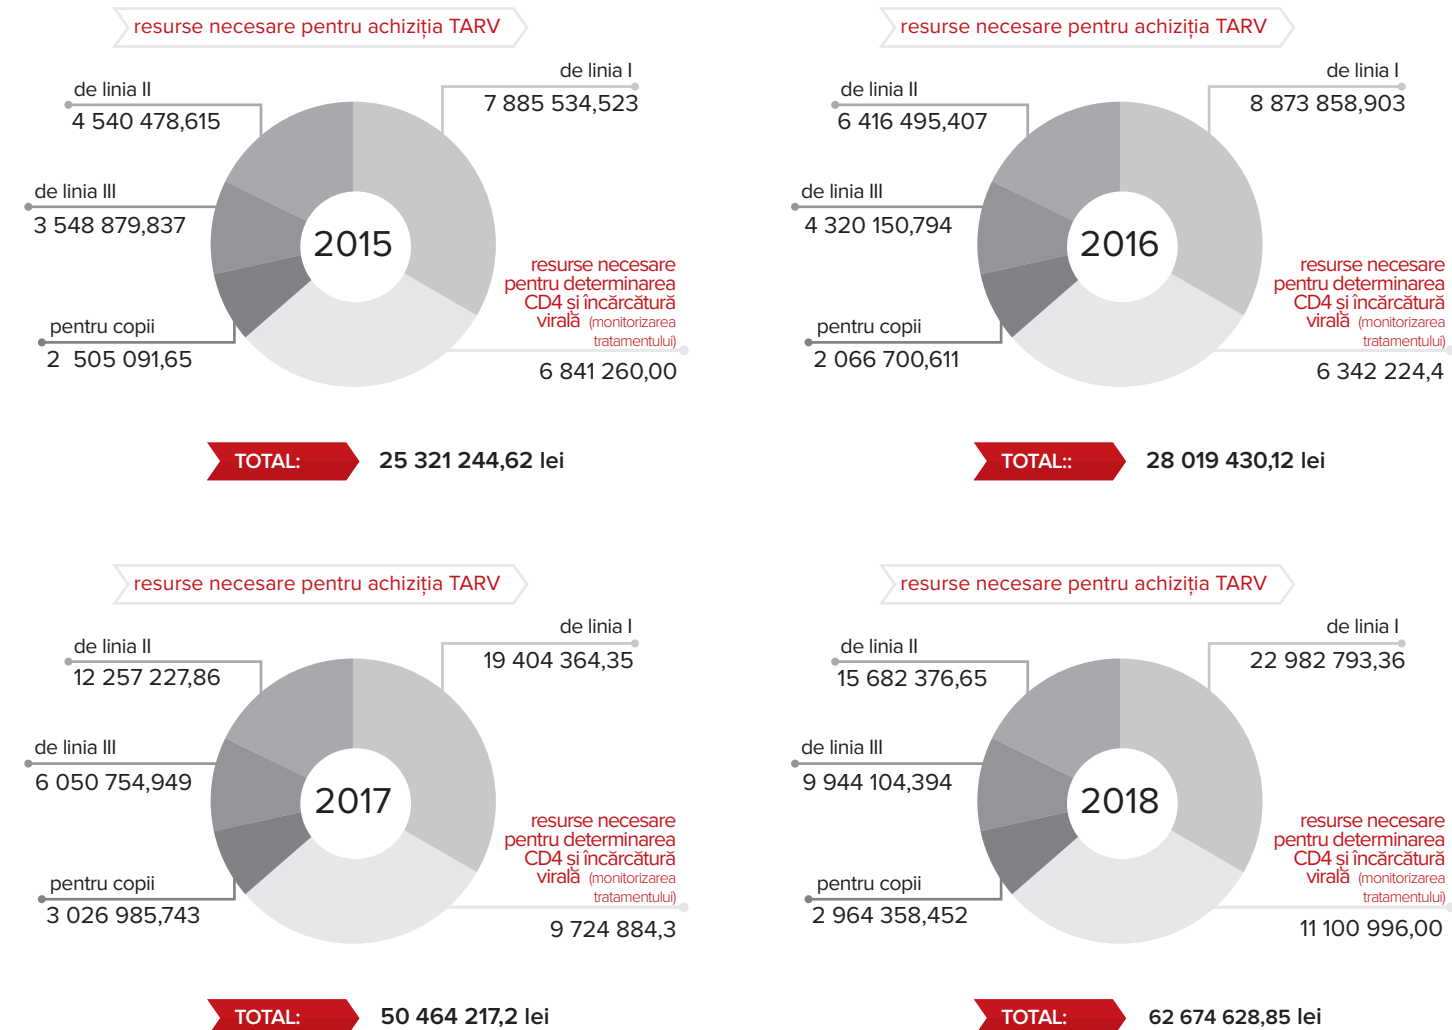 resurse necesare pentru achiziția TARV
de linia I
7 885 534,523
de linia II
4 540 478,615
de linia III
3 548 879,837
2015
resurse necesare
pentru determinarea
CD4 și încărcătură
virală (monitorizarea
tratamentului)
6 841 260,00
pentru copii
2 505 091,65
TOTAL: 25 321 244,62 lei
resurse necesare pentru achiziția TARV
de linia I
8 873 858,903
de linia II
6 416 495,407
de linia III
4 320 150,794
2016
resurse necesare
pentru determinarea
CD4 și încărcătură
virală (monitorizarea
tratamentului)
6 342 224,4
pentru copii
2 066 700,611
TOTAL:: 28 019 430,12 lei
resurse necesare pentru achiziția TARV
de linia I
19 404 364,35
de linia II
12 257 227,86
de linia III
6 050 754,949
2017
resurse necesare
pentru determinarea
CD4 și încărcătură
virală (monitorizarea
tratamentului)
9 724 884,3
pentru copii
3 026 985,743
TOTAL: 50 464 217,2 lei
resurse necesare pentru achiziția TARV
de linia I
22 982 793,36
de linia II
15 682 376,65
de linia III
9 944 104,394
2018
resurse necesare
pentru determinarea
CD4 și încărcătură
virală (monitorizarea
tratamentului)
11 100 996,00
pentru copii
2 964 358,452
TOTAL: 62 674 628,85 lei